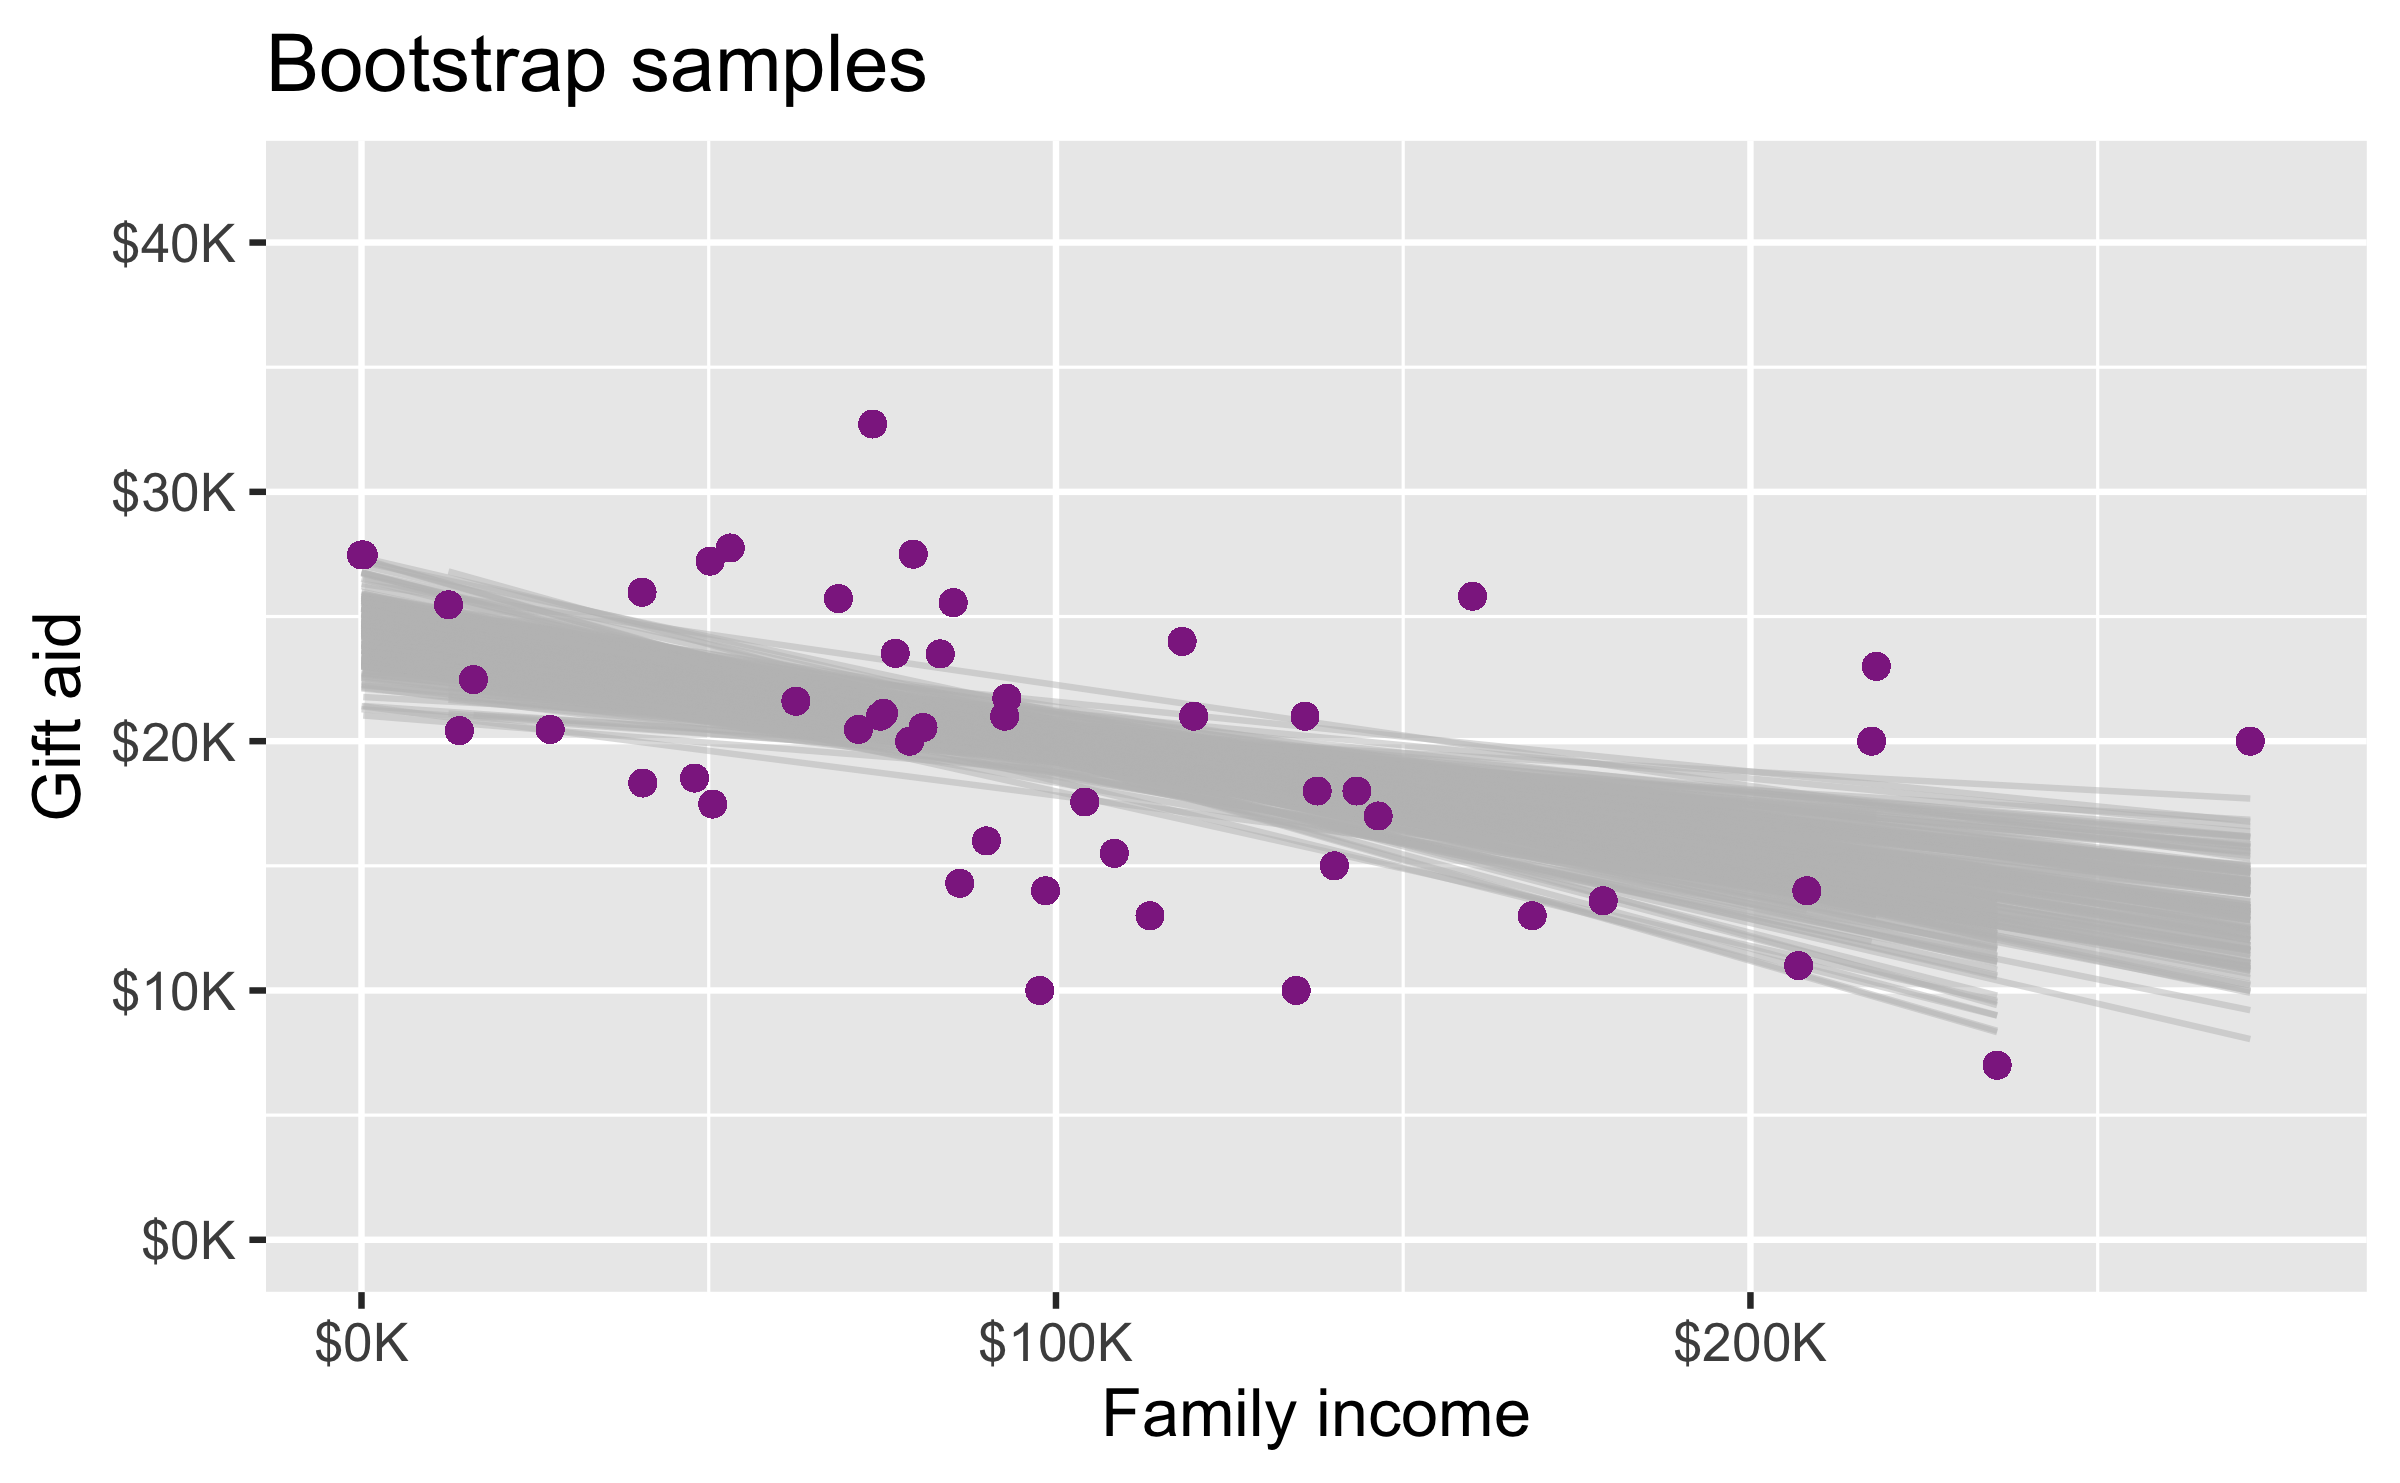 Bootstrap samples
Gift aid
$40K
$30K
$20K
$10K
$0K
$0K $100K $200K
Family income